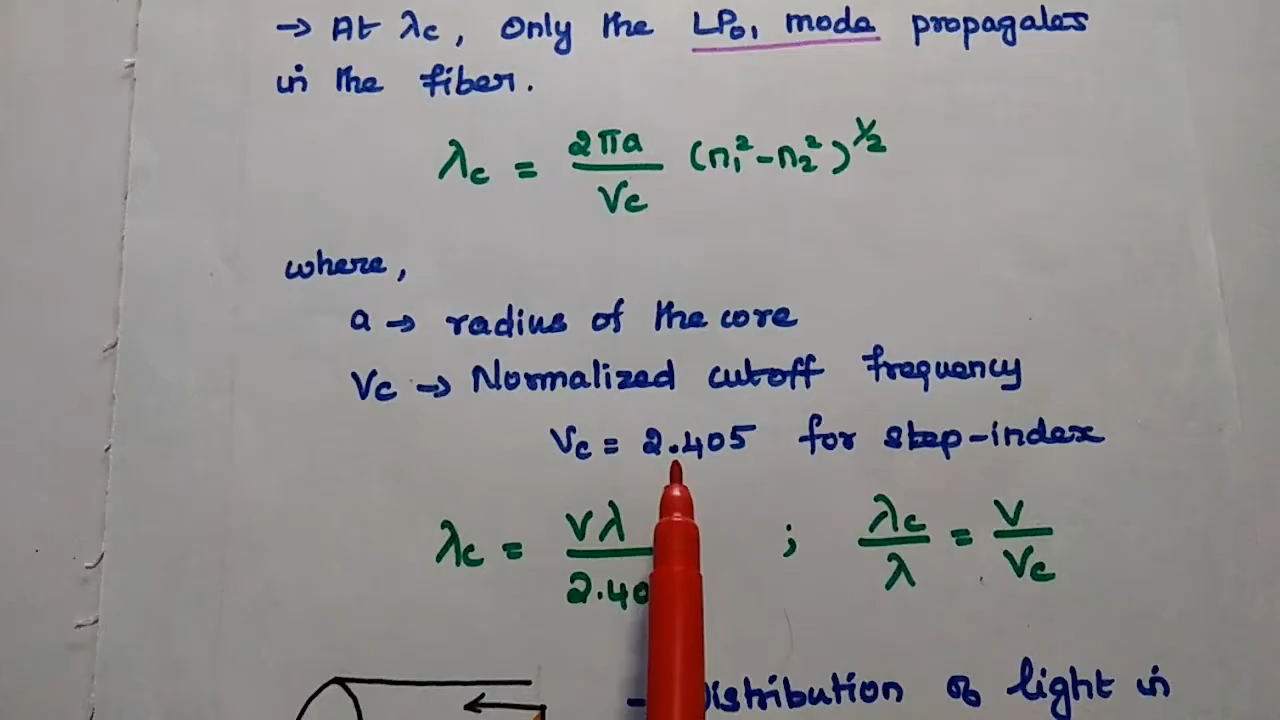 → At λc, Only the LP₀₁ mode propagates
in the fiber.
λc = 2πa / Vc (n₁² - n₂²)^1/2
where,
a → radius of the core
Vc → Normalized cutoff frequency
Vc = 2.405 for step-index
λc = Vλ / 2.40 ; λc / λ = V / Vc
- Distribution of light in